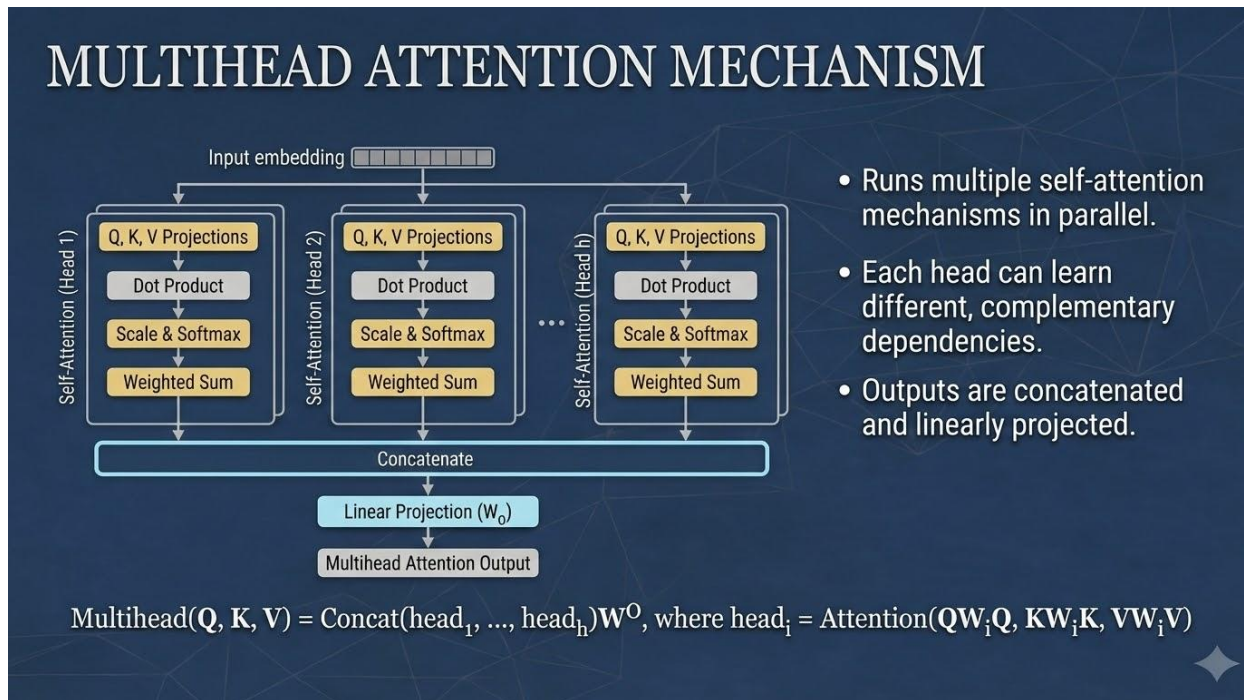 MULTIHEAD ATTENTION MECHANISM
Input embedding
Self-Attention (Head 1)
Q, K, V Projections
Dot Product
Scale & Softmax
Weighted Sum
Self-Attention (Head 2)
Q, K, V Projections
Dot Product
Scale & Softmax
Weighted Sum
...
Self-Attention (Head h)
Q, K, V Projections
Dot Product
Scale & Softmax
Weighted Sum
Concatenate
Linear Projection (W₀)
Multihead Attention Output
• Runs multiple self-attention
mechanisms in parallel.
• Each head can learn
different, complementary
dependencies.
• Outputs are concatenated
and linearly projected.
Multihead(Q, K, V) = Concat(head₁, ..., headₕ)Wᴼ, where headᵢ = Attention(QWᵢQ, KWᵢK, VWᵢV)